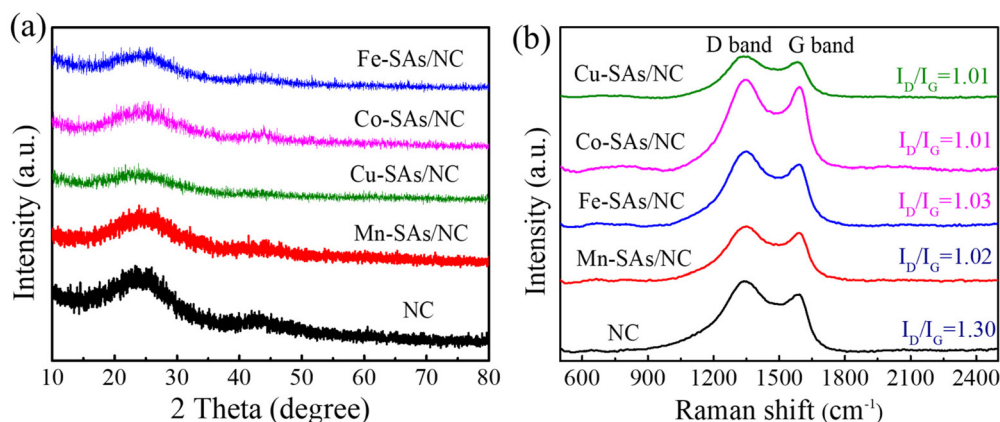 (a)
Fe-SAs/NC
Co-SAs/NC
Cu-SAs/NC
Mn-SAs/NC
NC
Intensity (a.u.)
10 20 30 40 50 60 70 80
2 Theta (degree)
(b)
D band G band
Cu-SAs/NC I_D/I_G=1.01
Co-SAs/NC I_D/I_G=1.01
Fe-SAs/NC I_D/I_G=1.03
Mn-SAs/NC I_D/I_G=1.02
NC I_D/I_G=1.30
Intensity (a.u.)
600 900 1200 1500 1800 2100 2400
Raman shift (cm⁻¹)